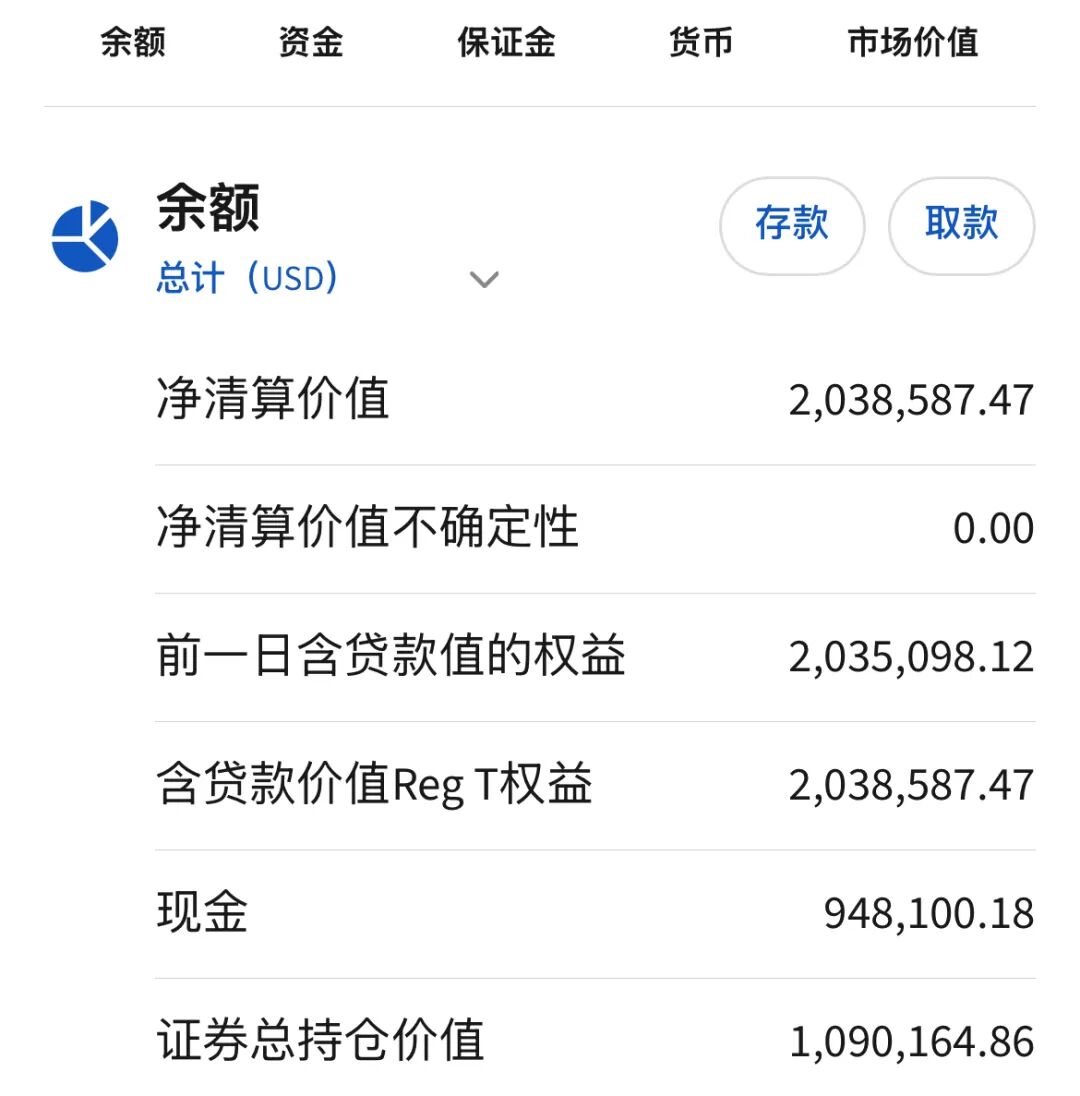 余额 资金 保证金 货币 市场价值
余额
存款 取款
总计（USD）
净清算价值 2,038,587.47
净清算价值不确定性 0.00
前一日含贷款值的权益 2,035,098.12
含贷款价值Reg T权益 2,038,587.47
现金 948,100.18
证券总持仓价值 1,090,164.86